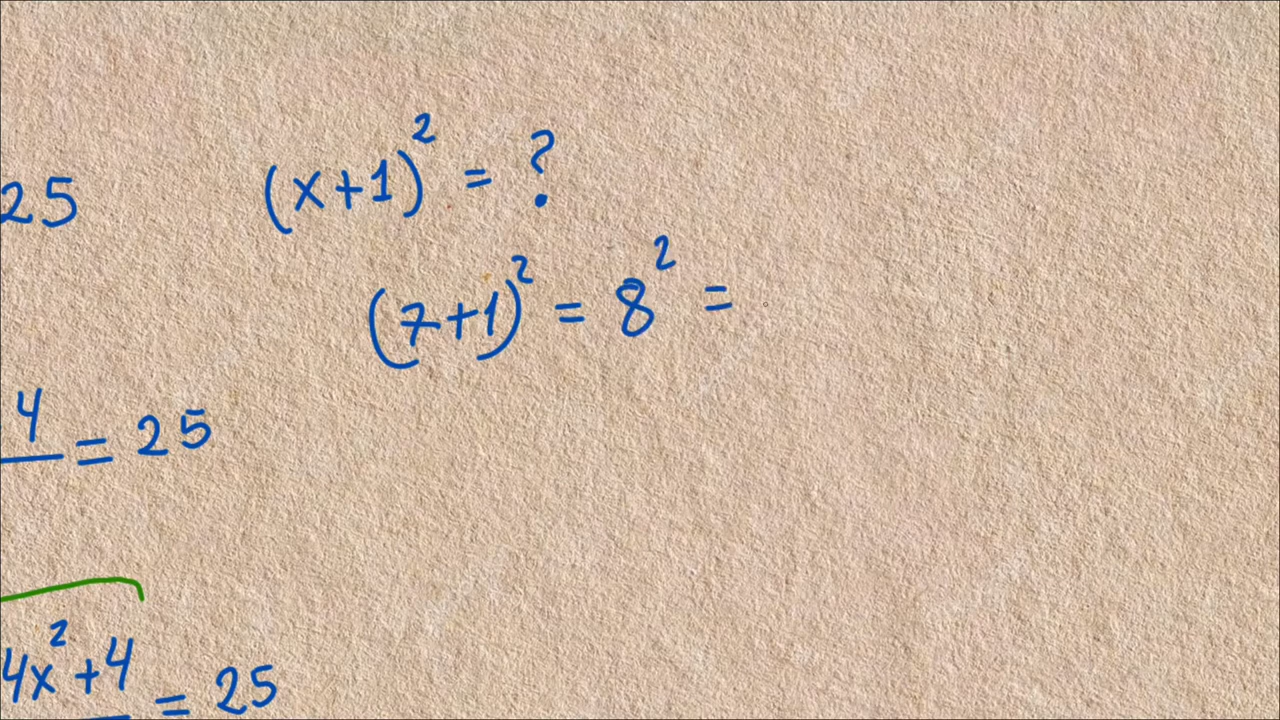 (x+1)² = ?
25
(7+1)² = 8² =
4
= 25
4x²+4
= 25